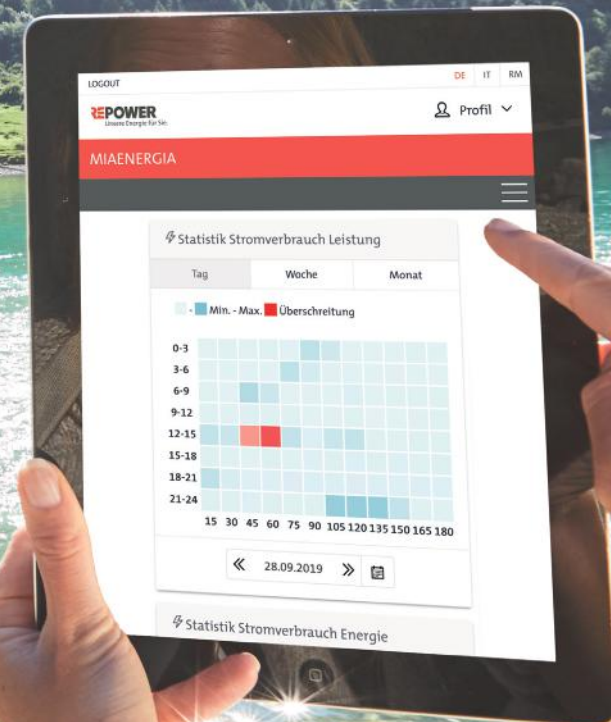 LOGOUT DE IT RM
REPOWER
Unsere Energie für Sie.
Profil
MIAENERGIA
Statistik Stromverbrauch Leistung
Tag Woche Monat
- Min. - Max. Überschreitung
0-3
3-6
6-9
9-12
12-15
15-18
18-21
21-24
15 30 45 60 75 90 105 120 135 150 165 180
28.09.2019
Statistik Stromverbrauch Energie